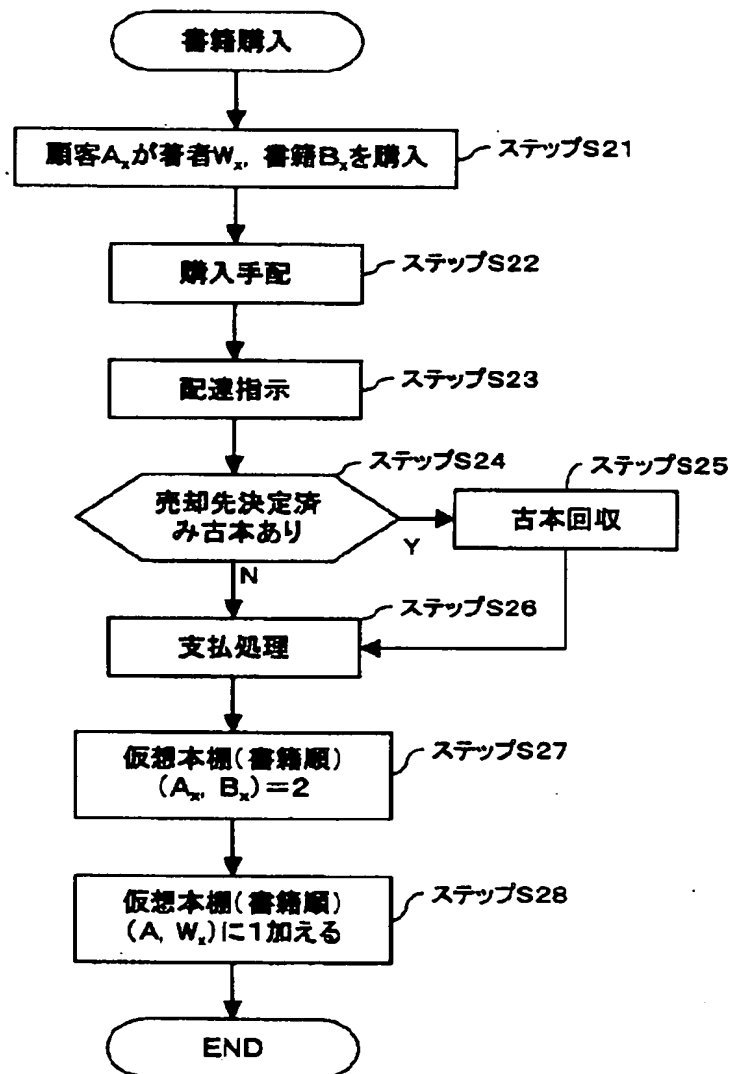 書籍購入
顧客Aₓが著者Wₓ, 書籍Bₓを購入
ステップS21
購入手配
ステップS22
配達指示
ステップS23
売却先決定済
み古本あり
ステップS24
Y
N
古本回収
ステップS25
支払処理
ステップS26
仮想本棚(書籍順)
(Aₓ, Bₓ)=2
ステップS27
仮想本棚(書籍順)
(A, Wₓ)に1加える
ステップS28
END